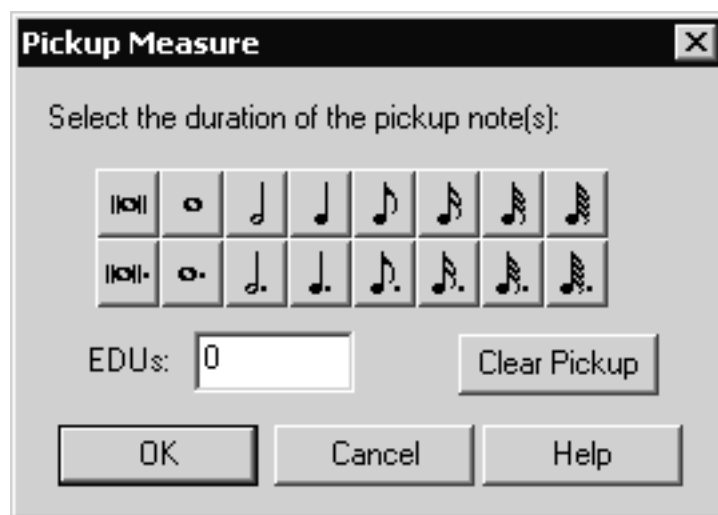 Pickup Measure
Select the duration of the pickup note(s):
EDUs: 0 Clear Pickup
OK Cancel Help